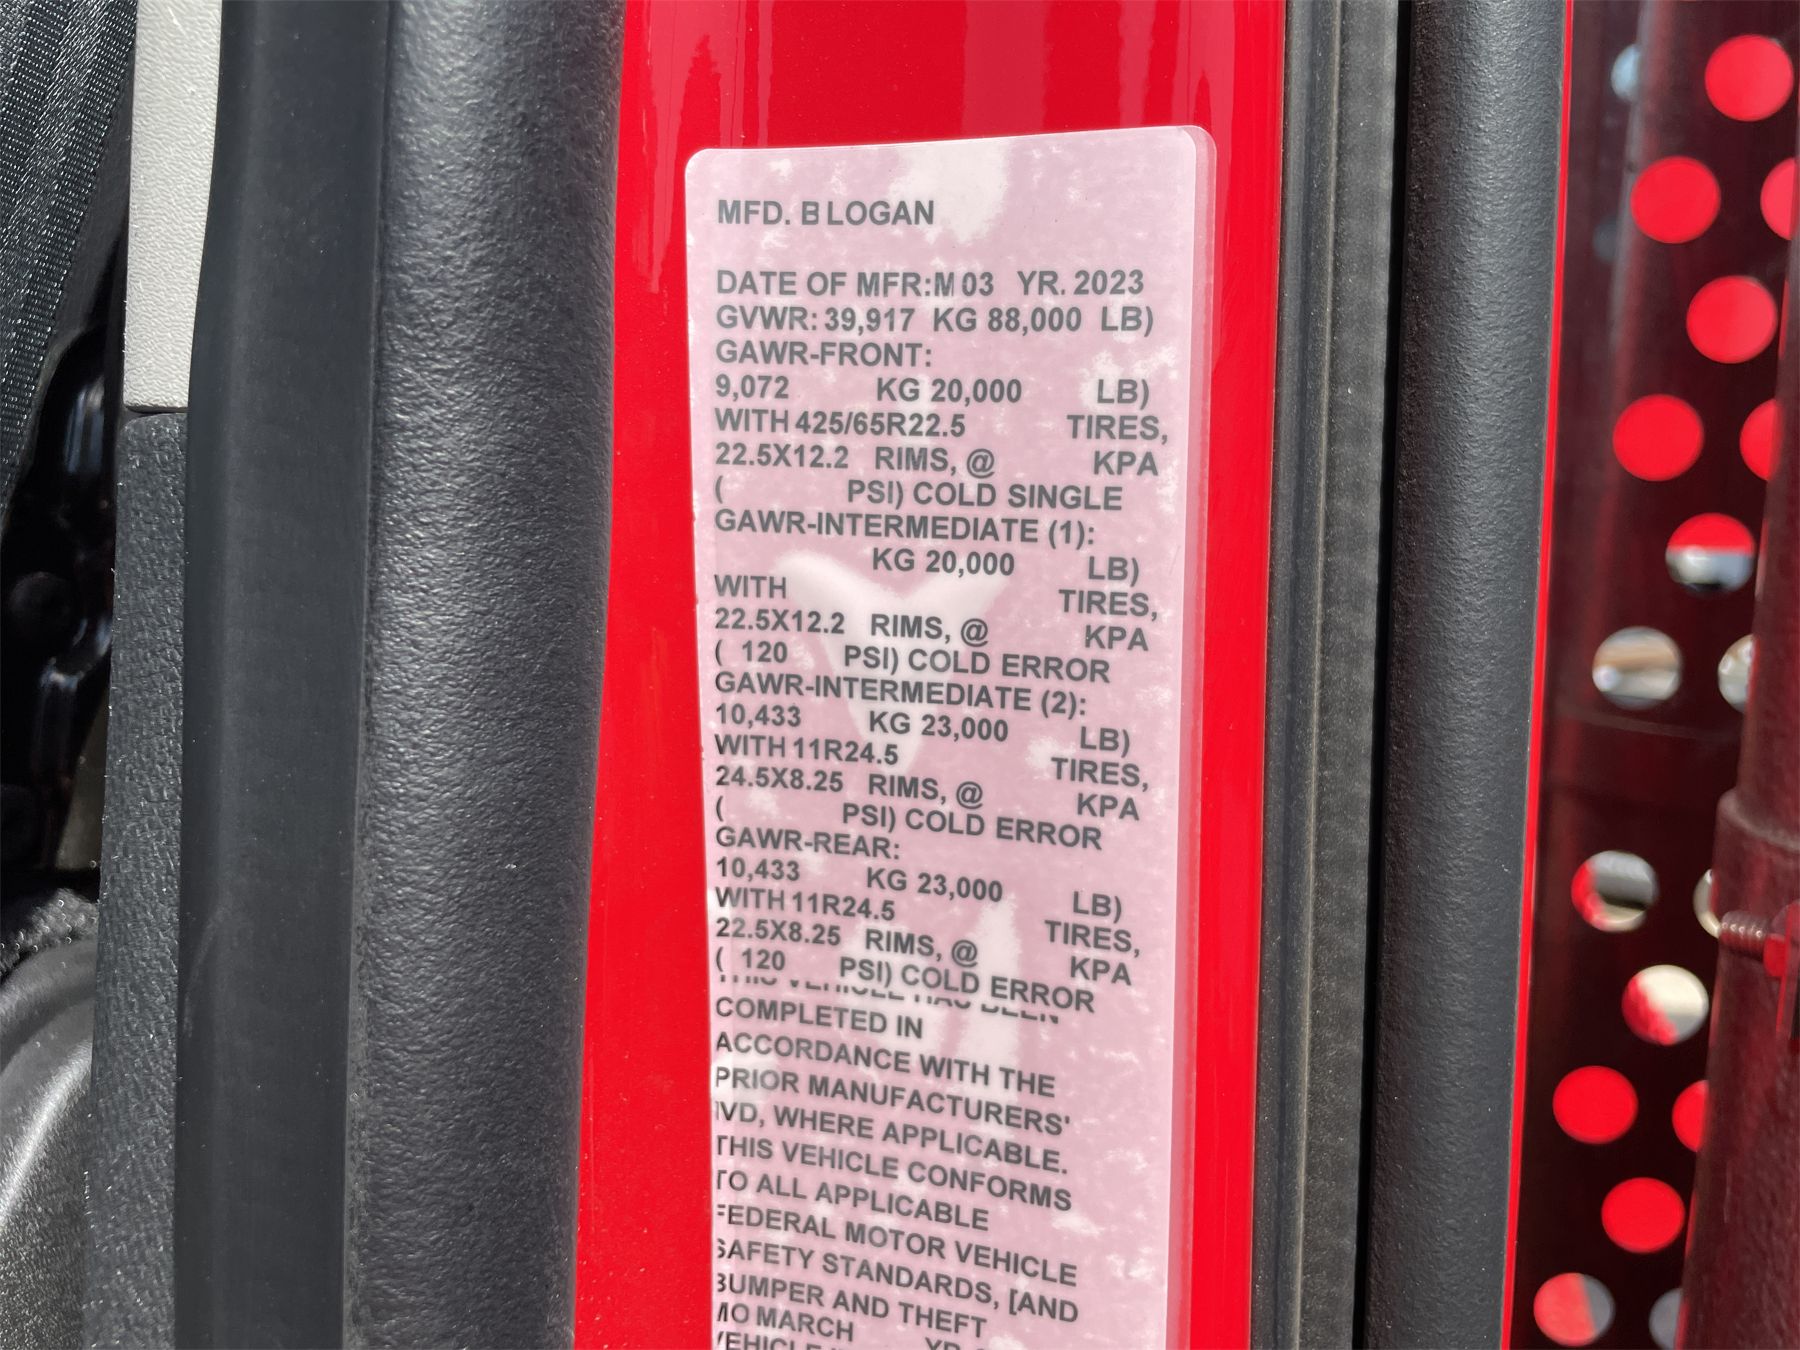 MFD. B LOGAN
DATE OF MFR:M 03 YR. 2023
GVWR: 39,917 KG 88,000 LB)
GAWR-FRONT:
9,072 KG 20,000 LB)
WITH 425/65R22.5 TIRES,
22.5X12.2 RIMS, @ KPA
( PSI) COLD SINGLE
GAWR-INTERMEDIATE (1):
KG 20,000 LB)
WITH TIRES,
22.5X12.2 RIMS, @ KPA
( 120 PSI) COLD ERROR
GAWR-INTERMEDIATE (2):
10,433 KG 23,000 LB)
WITH 11R24.5 TIRES,
24.5X8.25 RIMS, @ KPA
( PSI) COLD ERROR
GAWR-REAR:
10,433 KG 23,000 LB)
WITH 11R24.5 TIRES,
22.5X8.25 RIMS, @ KPA
( 120 PSI) COLD ERROR
THIS VEHICLE HAS BEEN
COMPLETED IN
ACCORDANCE WITH THE
PRIOR MANUFACTURERS'
IVD, WHERE APPLICABLE.
THIS VEHICLE CONFORMS
TO ALL APPLICABLE
FEDERAL MOTOR VEHICLE
SAFETY STANDARDS, [AND
BUMPER AND THEFT
MO MARCH YR
VEHICLE